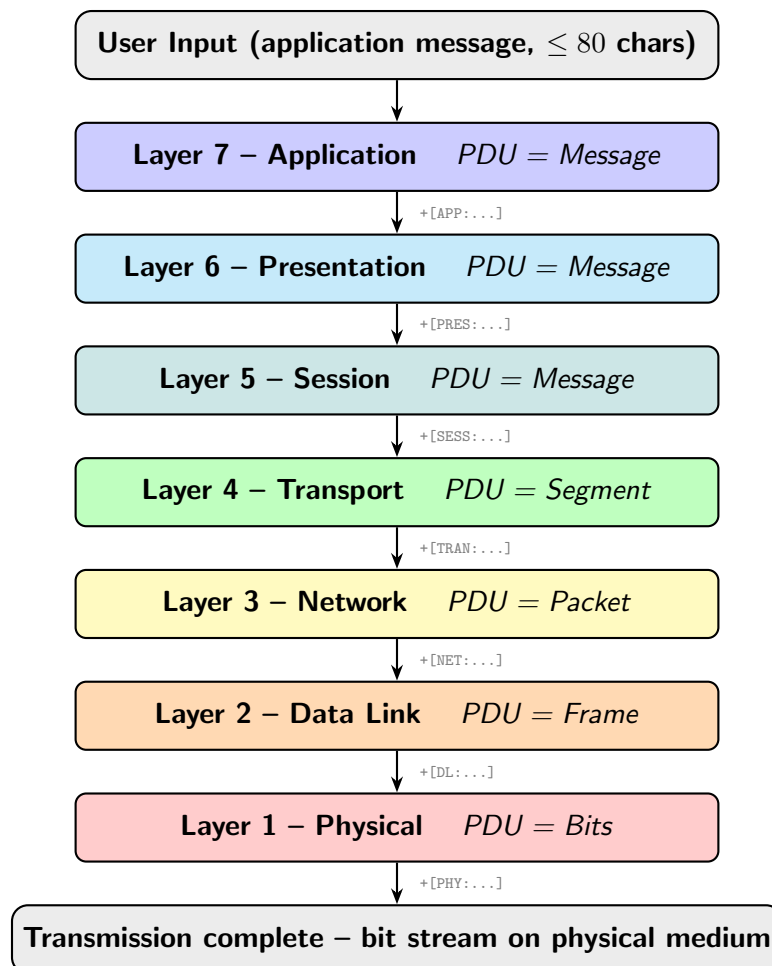 User Input (application message, ≤ 80 chars)
Layer 7 – Application PDU = Message
+[APP:...]
Layer 6 – Presentation PDU = Message
+[PRES:...]
Layer 5 – Session PDU = Message
+[SESS:...]
Layer 4 – Transport PDU = Segment
+[TRAN:...]
Layer 3 – Network PDU = Packet
+[NET:...]
Layer 2 – Data Link PDU = Frame
+[DL:...]
Layer 1 – Physical PDU = Bits
+[PHY:...]
Transmission complete – bit stream on physical medium